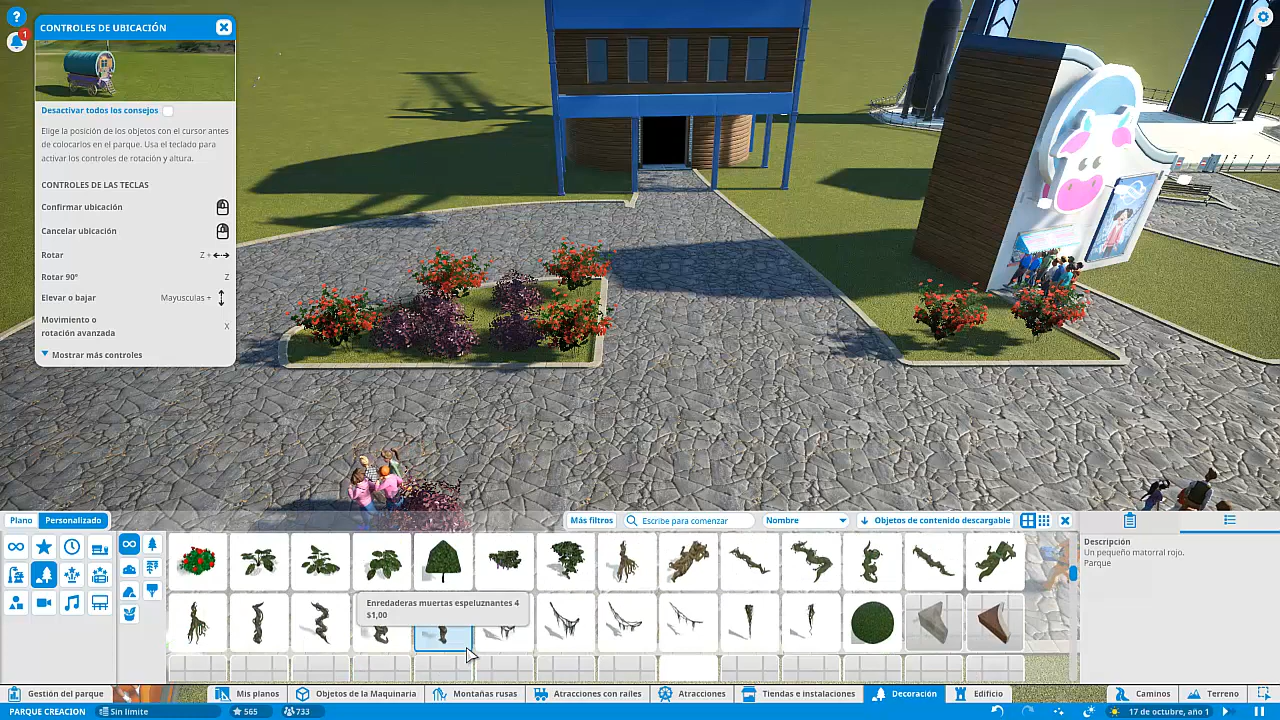 ?
1
CONTROLES DE UBICACIÓN
Desactivar todos los consejos
Elige la posición de los objetos con el cursor antes
de colocarlos en el parque. Usa el teclado para
activar los controles de rotación y altura.
CONTROLES DE LAS TECLAS
Confirmar ubicación
Cancelar ubicación
Rotar Z +
Rotar 90° Z
Elevar o bajar Mayusculas +
Movimiento o
rotación avanzada X
Mostrar más controles
Plano Personalizado Más filtros Escribe para comenzar Nombre Objetos de contenido descargable
Descripción
Un pequeño matorral rojo.
Parque
Enredaderas muertas espeluznantes 4
$1,00
Gestión del parque Mis planos Objetos de la Maquinaria Montañas rusas Atracciones con raíles Atracciones Tiendas e instalaciones Decoración Edificio Caminos Terreno
PARQUE CREACION Sin límite 565 733 17 de octubre, año 1